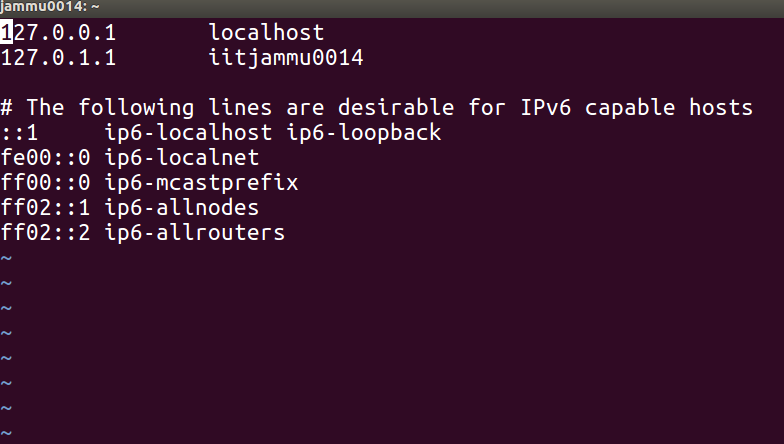 jammu0014: ~
127.0.0.1       localhost
127.0.1.1       iitjammu0014
# The following lines are desirable for IPv6 capable hosts
::1     ip6-localhost ip6-loopback
fe00::0 ip6-localnet
ff00::0 ip6-mcastprefix
ff02::1 ip6-allnodes
ff02::2 ip6-allrouters
~
~
~
~
~
~
~
~